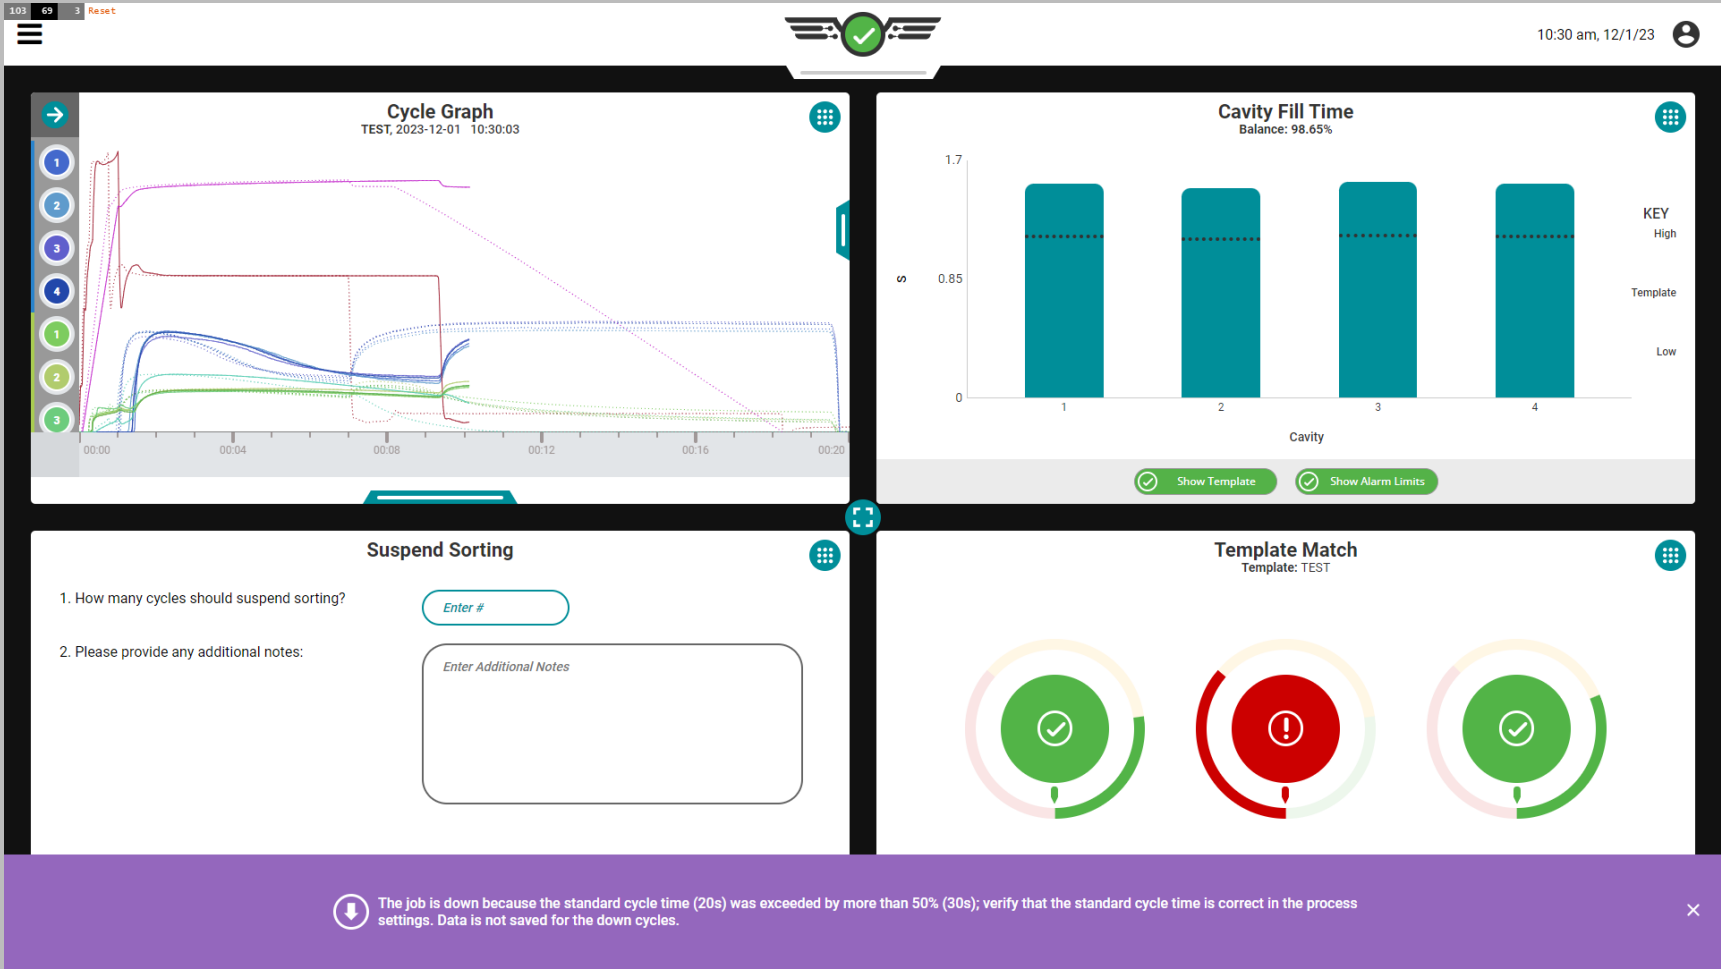 103 69 3 Reset
10:30 am, 12/1/23
Cycle Graph
TEST, 2023-12-01 10:30:03
1
2
3
4
1
2
3
00:00 00:04 00:08 00:12 00:16 00:20
Cavity Fill Time
Balance: 98.65%
1.7
0.85
0
S
1 2 3 4
Cavity
KEY
High
Template
Low
Show Template
Show Alarm Limits
Suspend Sorting
1. How many cycles should suspend sorting?
Enter #
2. Please provide any additional notes:
Enter Additional Notes
Template Match
Template: TEST
The job is down because the standard cycle time (20s) was exceeded by more than 50% (30s); verify that the standard cycle time is correct in the process
settings. Data is not saved for the down cycles.